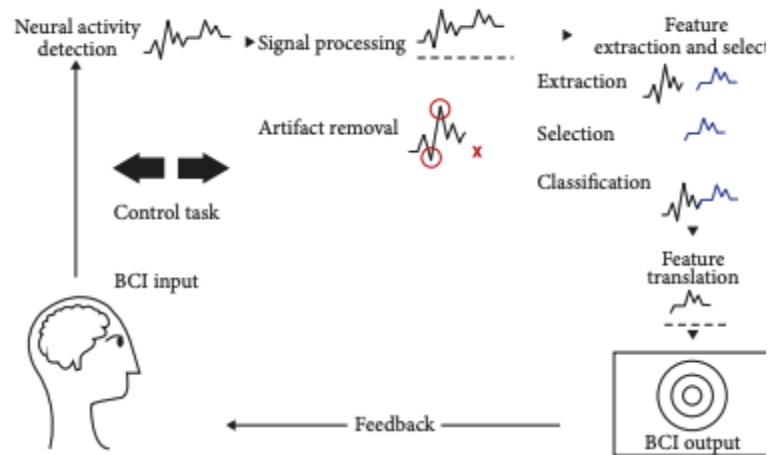 Neural activity
detection
Signal processing
Feature
extraction and select
Extraction
Artifact removal
x
Selection
Classification
Control task
BCI input
Feature
translation
Feedback
BCI output